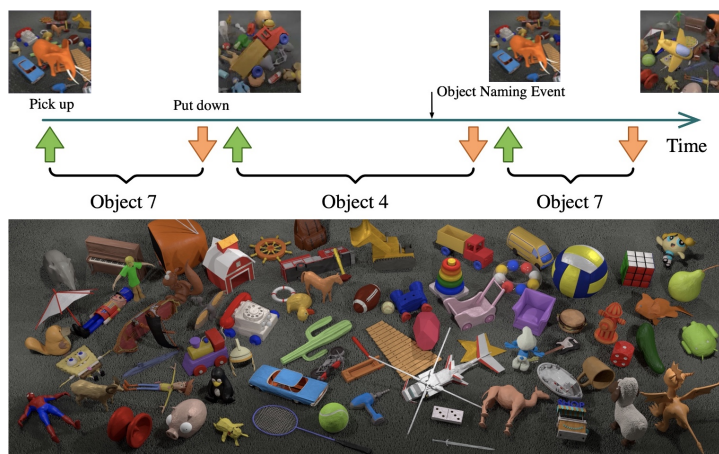 Pick up
Put down
Object Naming Event
Time
Object 7
Object 4
Object 7